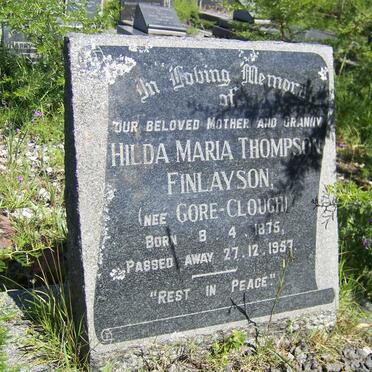 In Loving Memory
of
OUR BELOVED MOTHER AND GRANNY
HILDA MARIA THOMPSON
FINLAYSON,
(NEE GORE-CLOUGH)
BORN 8 4 1875,
PASSED AWAY 27.12.1957.
"REST IN PEACE"